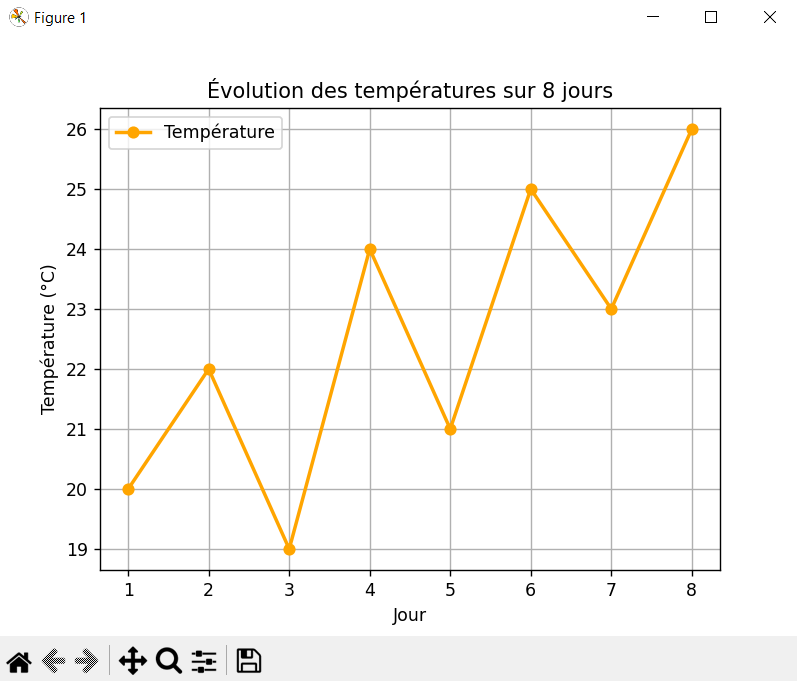 Figure 1
Évolution des températures sur 8 jours
Température
26
25
24
23
22
21
20
19
Température (°C)
1 2 3 4 5 6 7 8
Jour